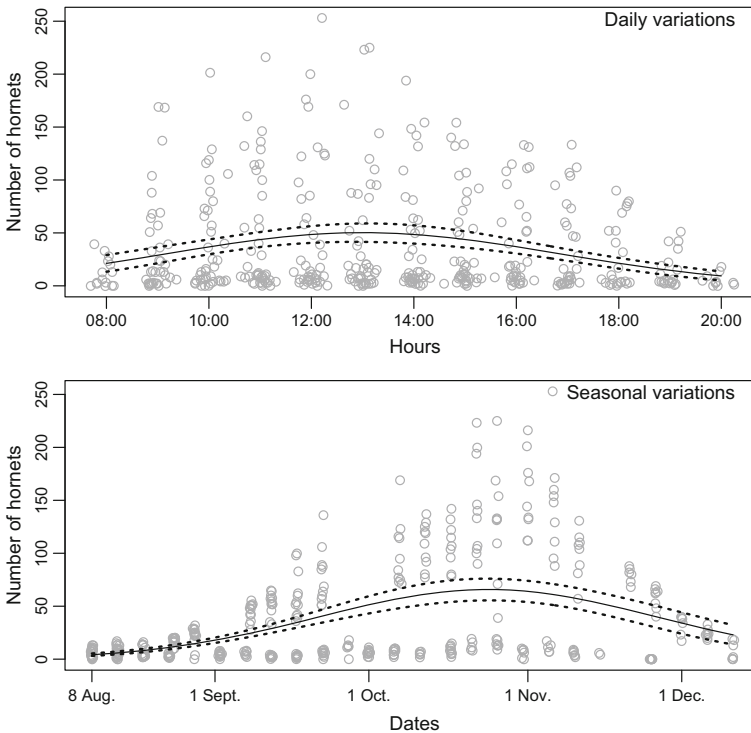 Daily variations
Number of hornets
250
200
150
100
50
0
08:00 10:00 12:00 14:00 16:00 18:00 20:00
Hours
Seasonal variations
Number of hornets
250
200
150
100
50
0
8 Aug. 1 Sept. 1 Oct. 1 Nov. 1 Dec.
Dates